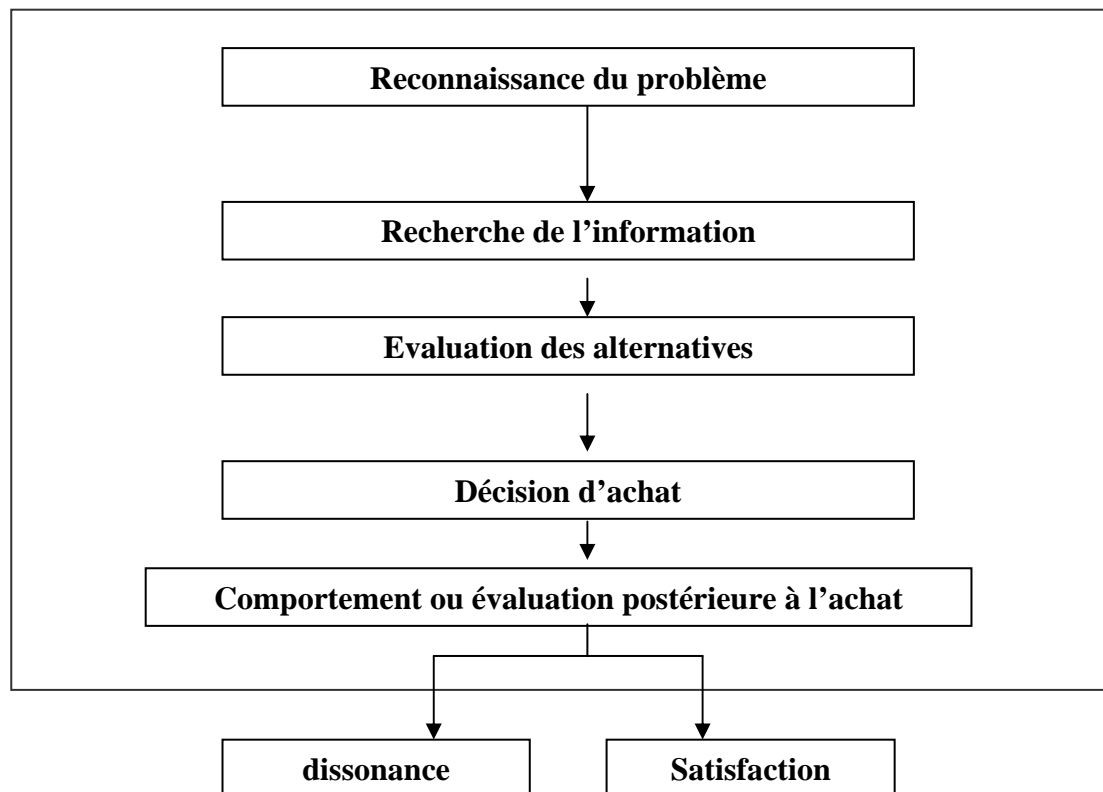 Reconnaissance du problème
Recherche de l’information
Evaluation des alternatives
Décision d’achat
Comportement ou évaluation postérieure à l’achat
dissonance
Satisfaction